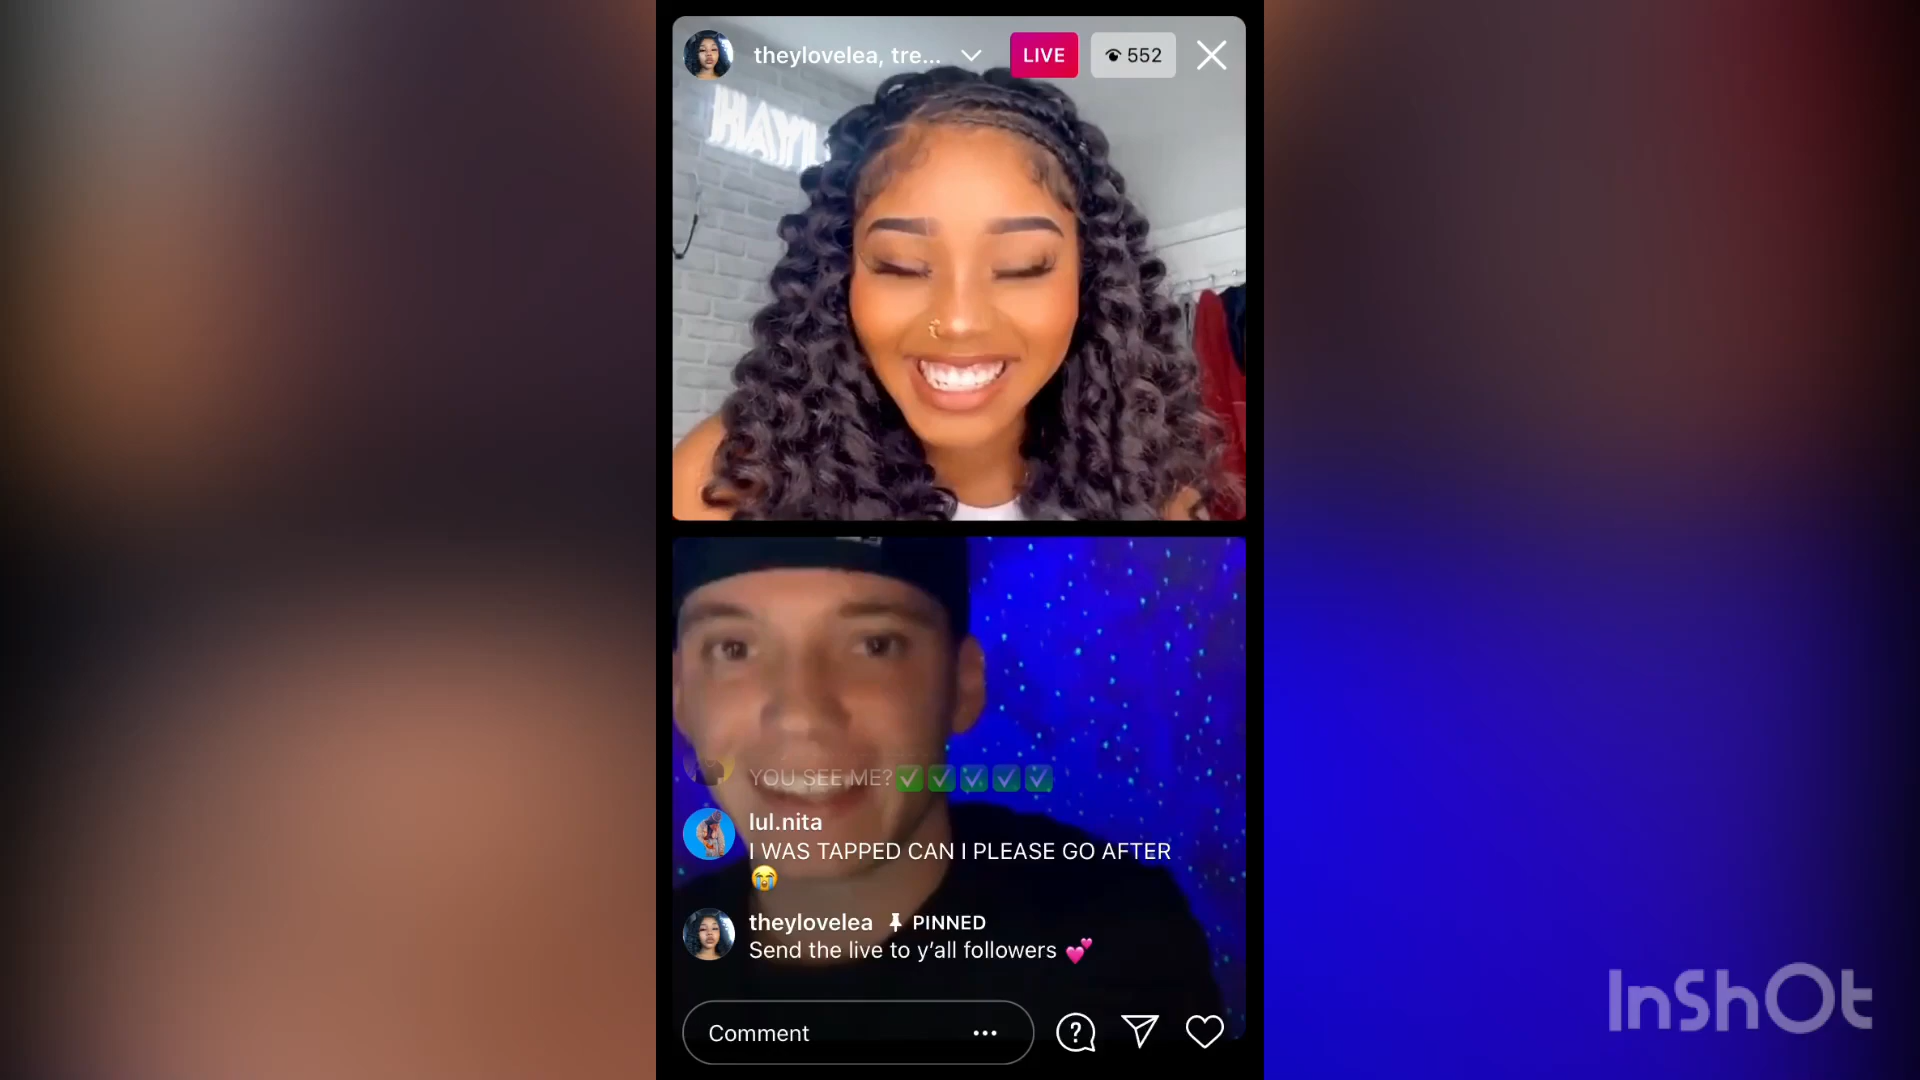 theylovelea, tre...
LIVE
552
HAYL
YOU SEE ME?✅✅✅✅✅
lul.nita
I WAS TAPPED CAN I PLEASE GO AFTER
😭
theylovelea PINNED
Send the live to y’all followers 💕
Comment
InShOt